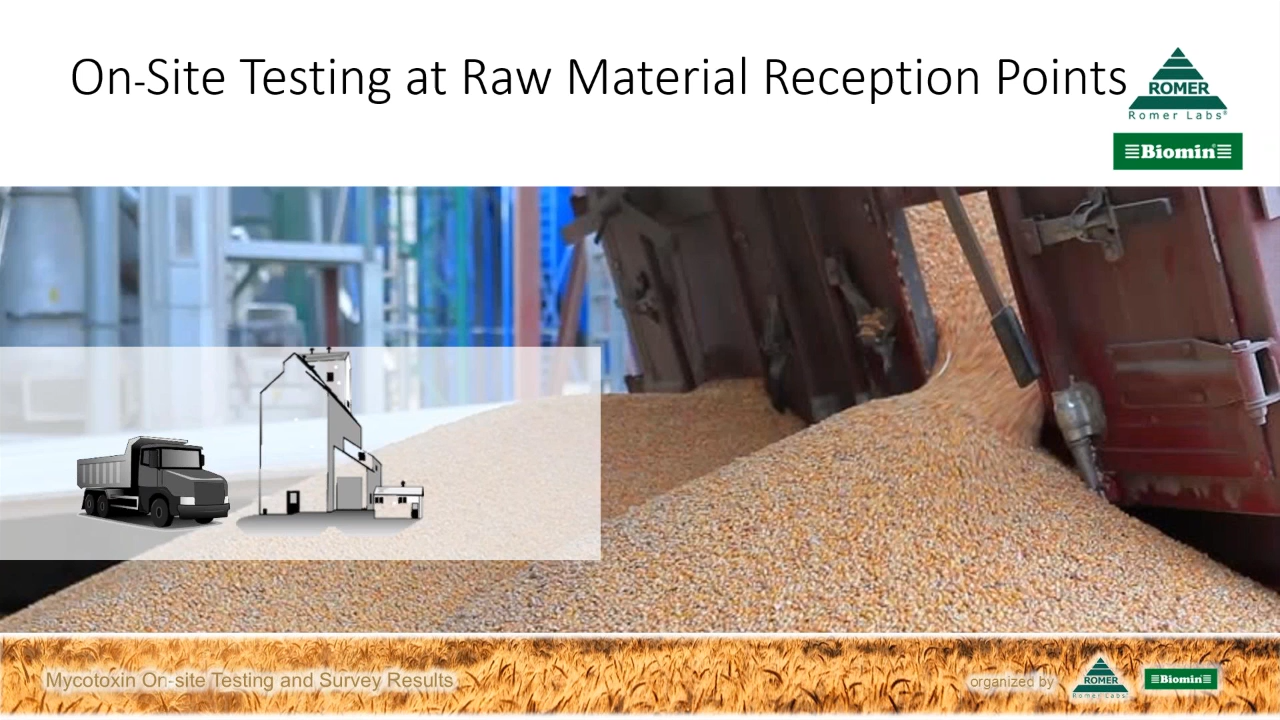 On-Site Testing at Raw Material Reception Points
ROMER
Romer Labs®
Biomin®
Mycotoxin On-site Testing and Survey Results
organized by
ROMER
Romer Labs®
Biomin